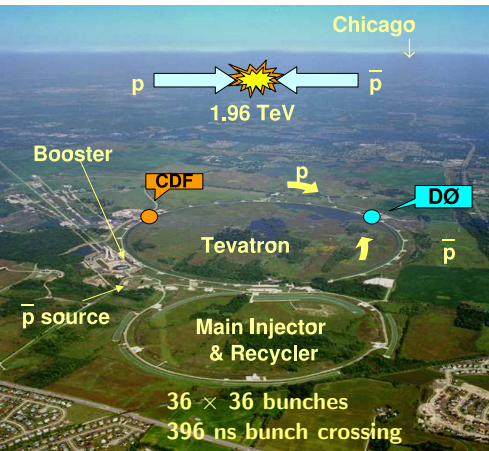 Chicago
p
p̅
1.96 TeV
Booster
CDF
p
DØ
Tevatron
p̅
p̅ source
Main Injector
& Recycler
36 × 36 bunches
396 ns bunch crossing